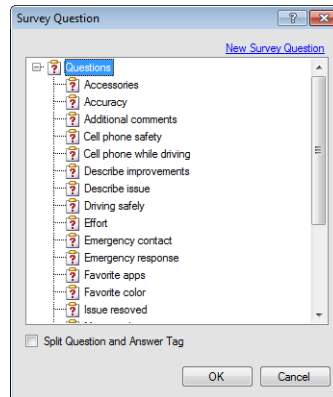 Survey Question
New Survey Question
Questions
Accessories
Accuracy
Additional comments
Cell phone safety
Cell phone while driving
Describe improvements
Describe issue
Driving safely
Effort
Emergency contact
Emergency response
Favorite apps
Favorite color
Issue resoved
Split Question and Answer Tag
OK
Cancel